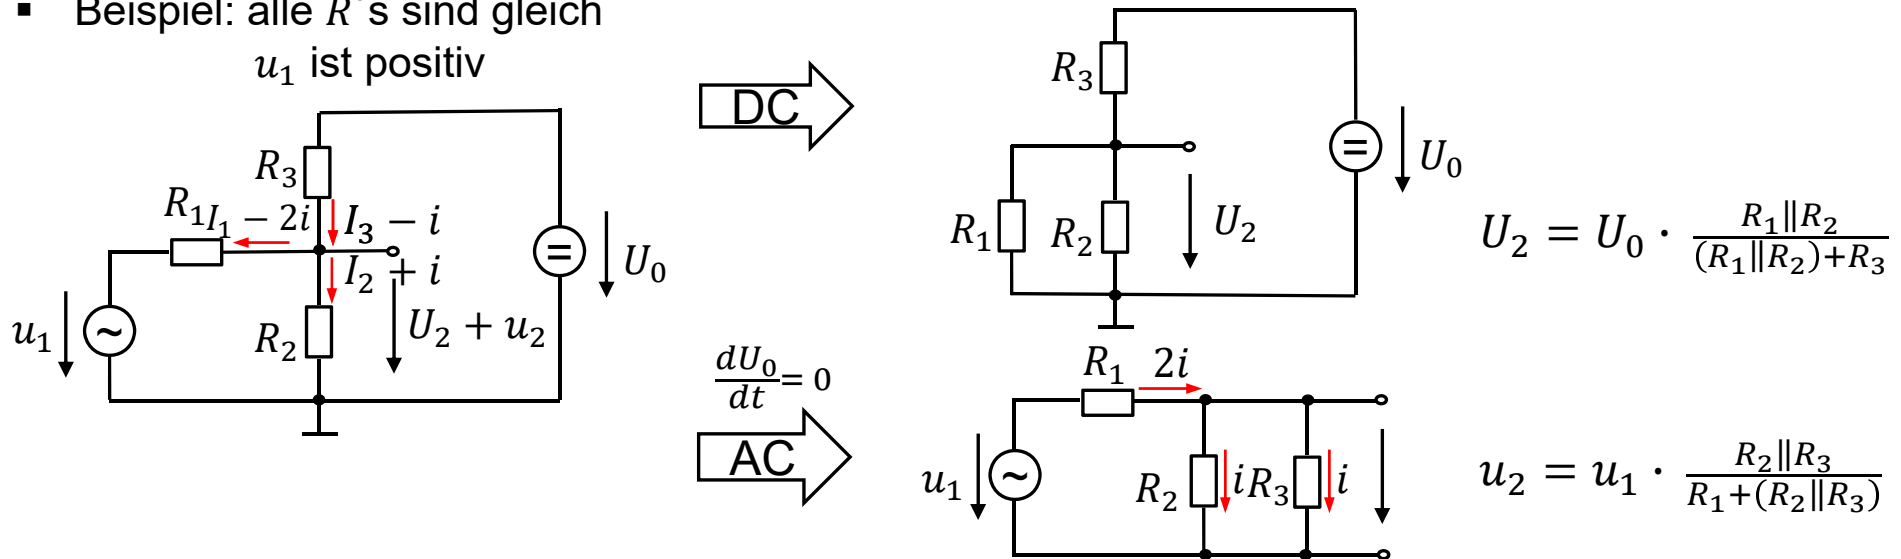 ▪ Beispiel: alle R's sind gleich
u₁ ist positiv
R₃
R₁
I₁ − 2i
I₃ − i
I₂ + i
U₀
u₁
~
=
R₂
U₂ + u₂
DC
dU₀/dt = 0
AC
R₃
=
U₀
R₁
R₂
U₂
U₂ = U₀ · (R₁‖R₂)/((R₁‖R₂)+R₃)
R₁
2i
u₁
~
R₂
i
R₃
i
u₂ = u₁ · (R₂‖R₃)/(R₁+(R₂‖R₃))